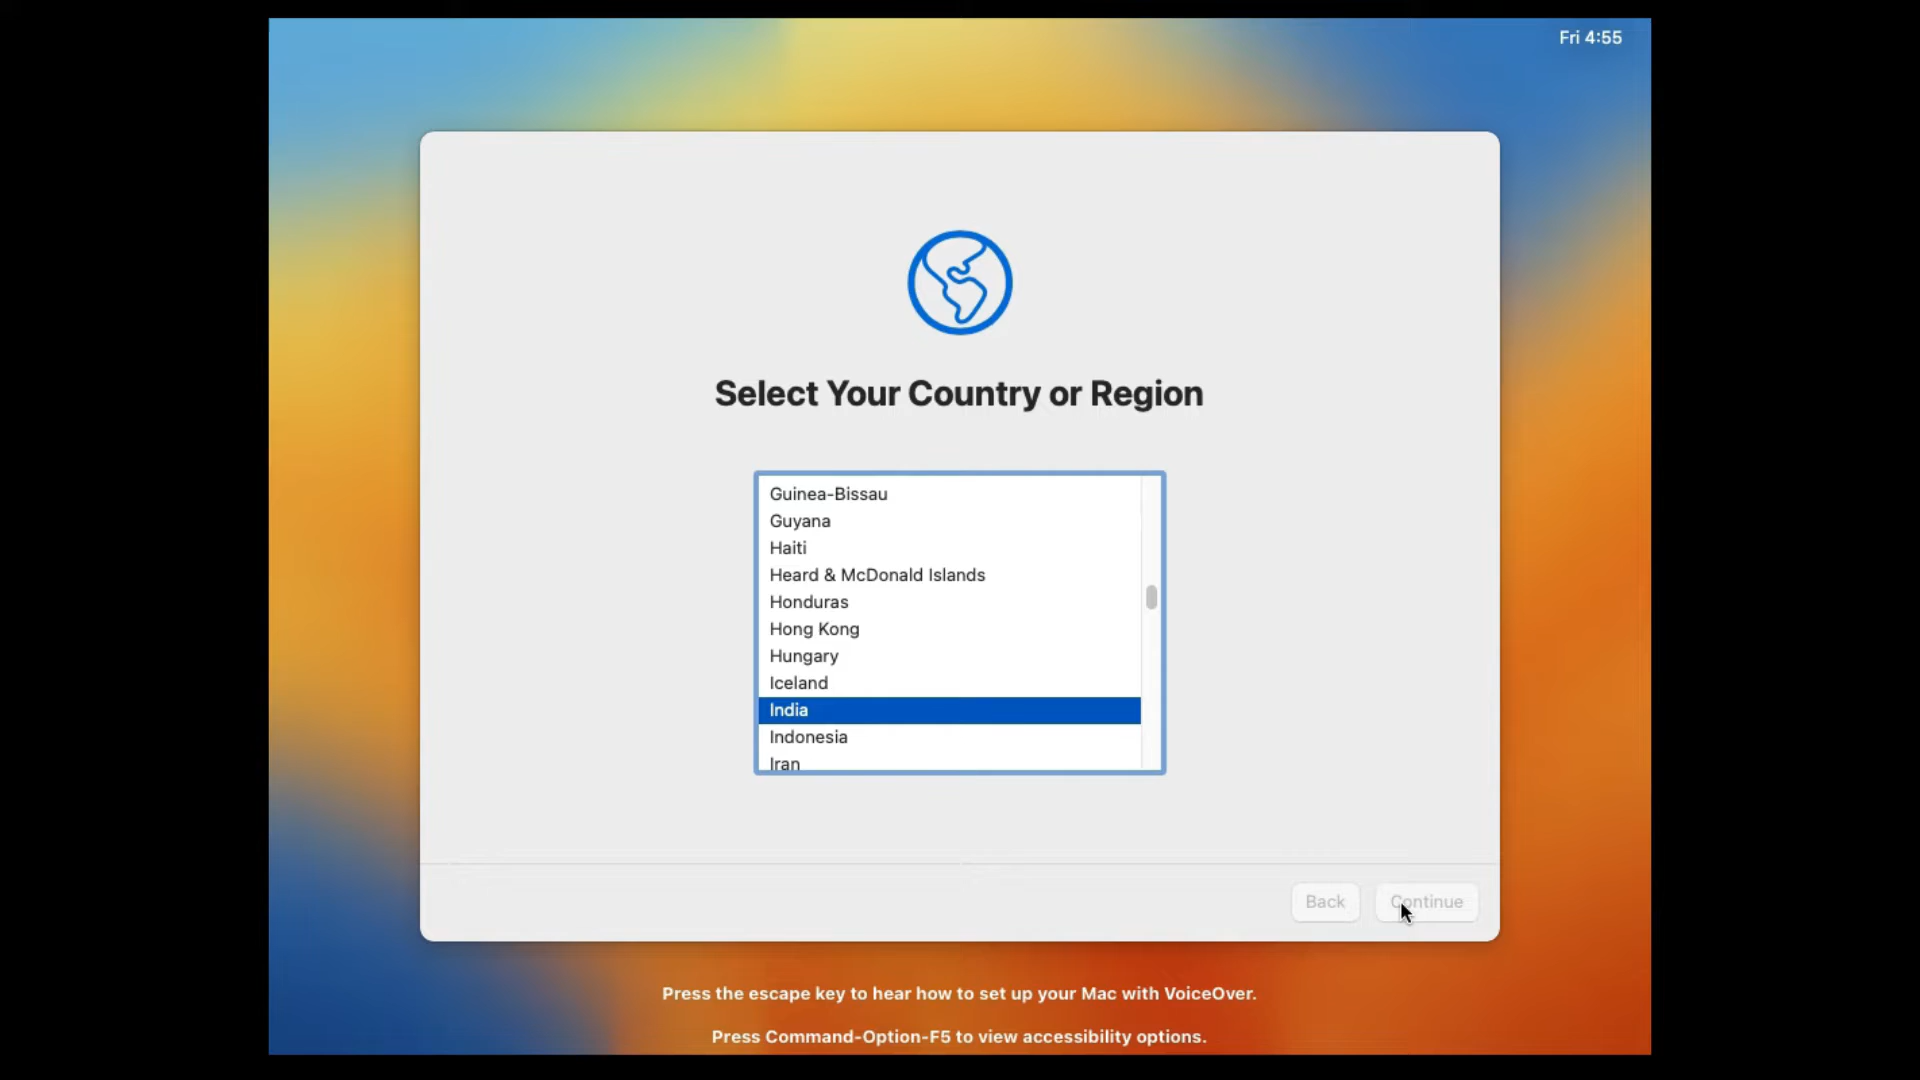 Fri 4:55
Select Your Country or Region
Guinea-Bissau
Guyana
Haiti
Heard & McDonald Islands
Honduras
Hong Kong
Hungary
Iceland
India
Indonesia
Iran
Back
Continue
Press the escape key to hear how to set up your Mac with VoiceOver.
Press Command-Option-F5 to view accessibility options.